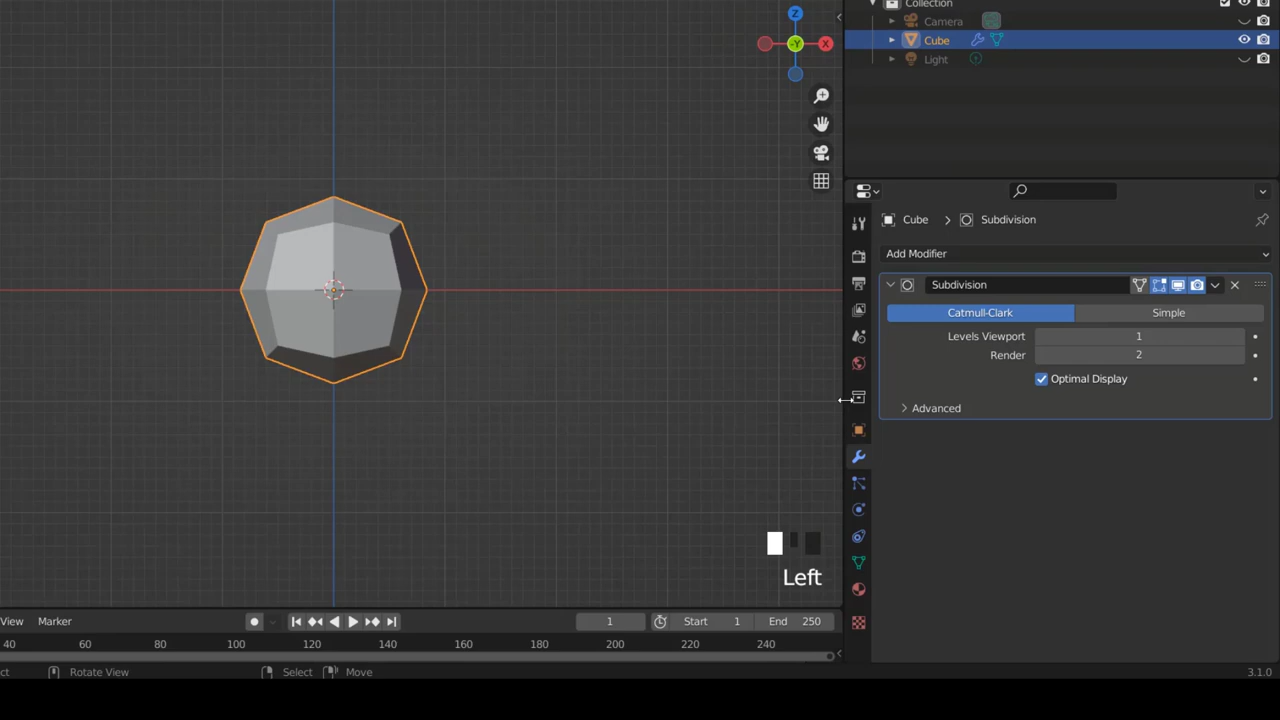 Collection
Camera
Cube
Light
Z
-Y
X
Cube > Subdivision
Add Modifier
Subdivision
Catmull-Clark Simple
Levels Viewport 1
Render 2
Optimal Display
Advanced
Left
View Marker 1 Start 1 End 250
40 60 80 100 120 140 160 180 200 220 240
ct Rotate View Select Move 3.1.0